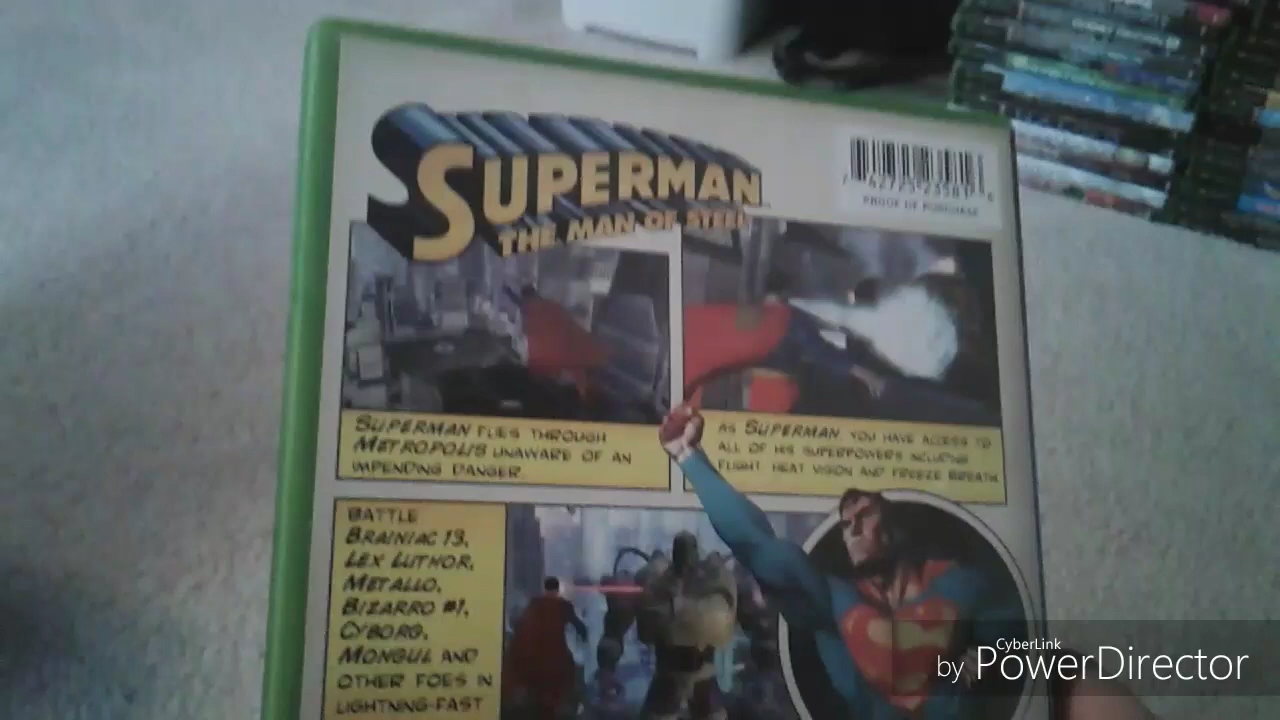 SUPERMAN
THE MAN OF STEEL
PROOF OF PURCHASE
SUPERMAN FLIES THROUGH
METROPOLIS UNAWARE OF AN
IMPENDING DANGER.
AS SUPERMAN, YOU HAVE ACCESS TO
ALL OF HIS SUPERPOWERS INCLUDING
FLIGHT, HEAT VISION AND FREEZE BREATH.
BATTLE
BRAINIAC 13,
LEX LUTHOR,
METALLO,
BIZARRO #1,
CYBORG,
MONGUL AND
OTHER FOES IN
LIGHTNING-FAST
CyberLink
by PowerDirector